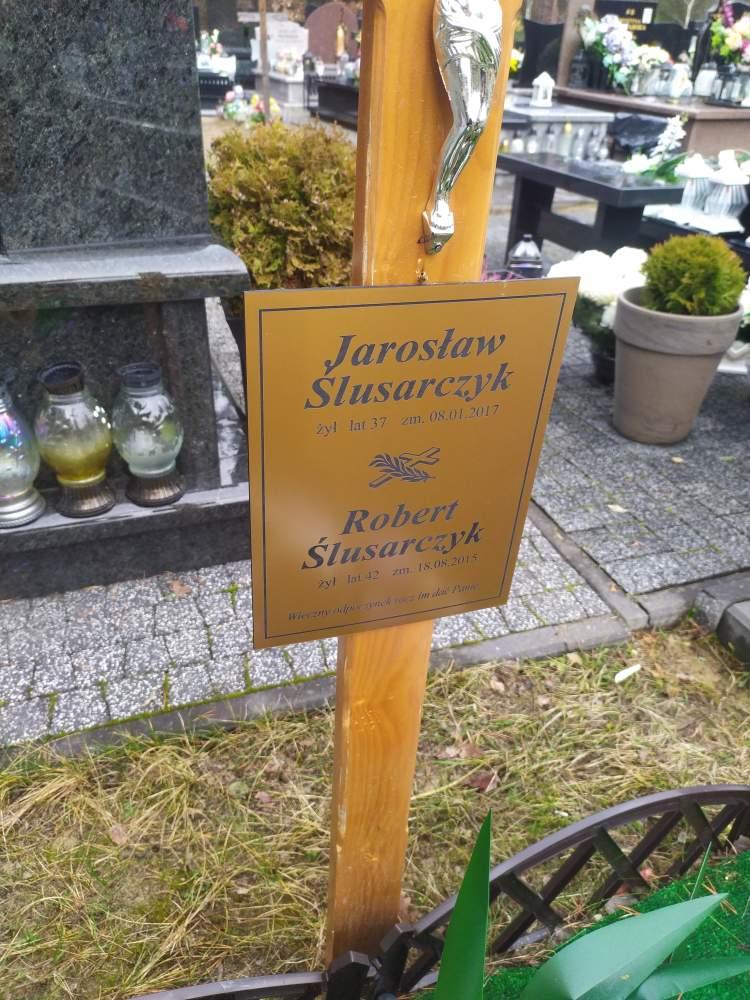 Jarosław
Ślusarczyk
żył lat 37 zm. 08.01.2017
Robert
Ślusarczyk
żył lat 42 zm. 18.08.2015
Wieczny odpoczynek racz Im dać Panie